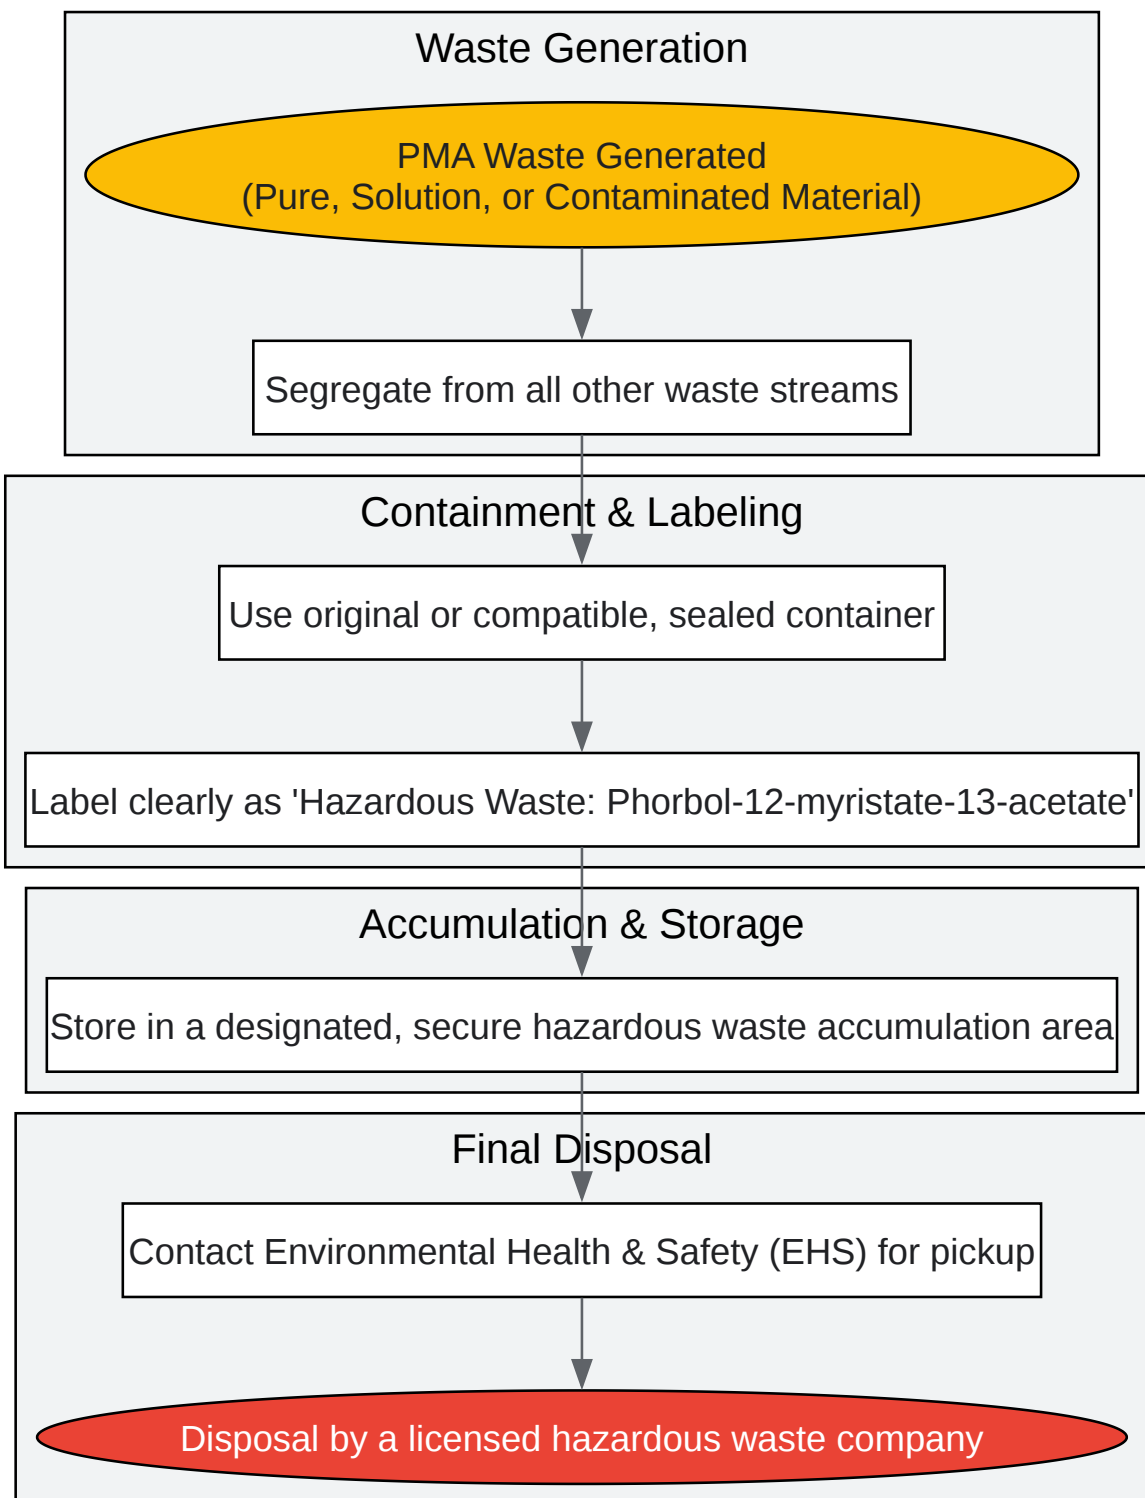 Waste Generation
PMA Waste Generated
(Pure, Solution, or Contaminated Material)
Segregate from all other waste streams
Containment & Labeling
Use original or compatible, sealed container
Label clearly as 'Hazardous Waste: Phorbol-12-myristate-13-acetate'
Accumulation & Storage
Store in a designated, secure hazardous waste accumulation area
Final Disposal
Contact Environmental Health & Safety (EHS) for pickup
Disposal by a licensed hazardous waste company